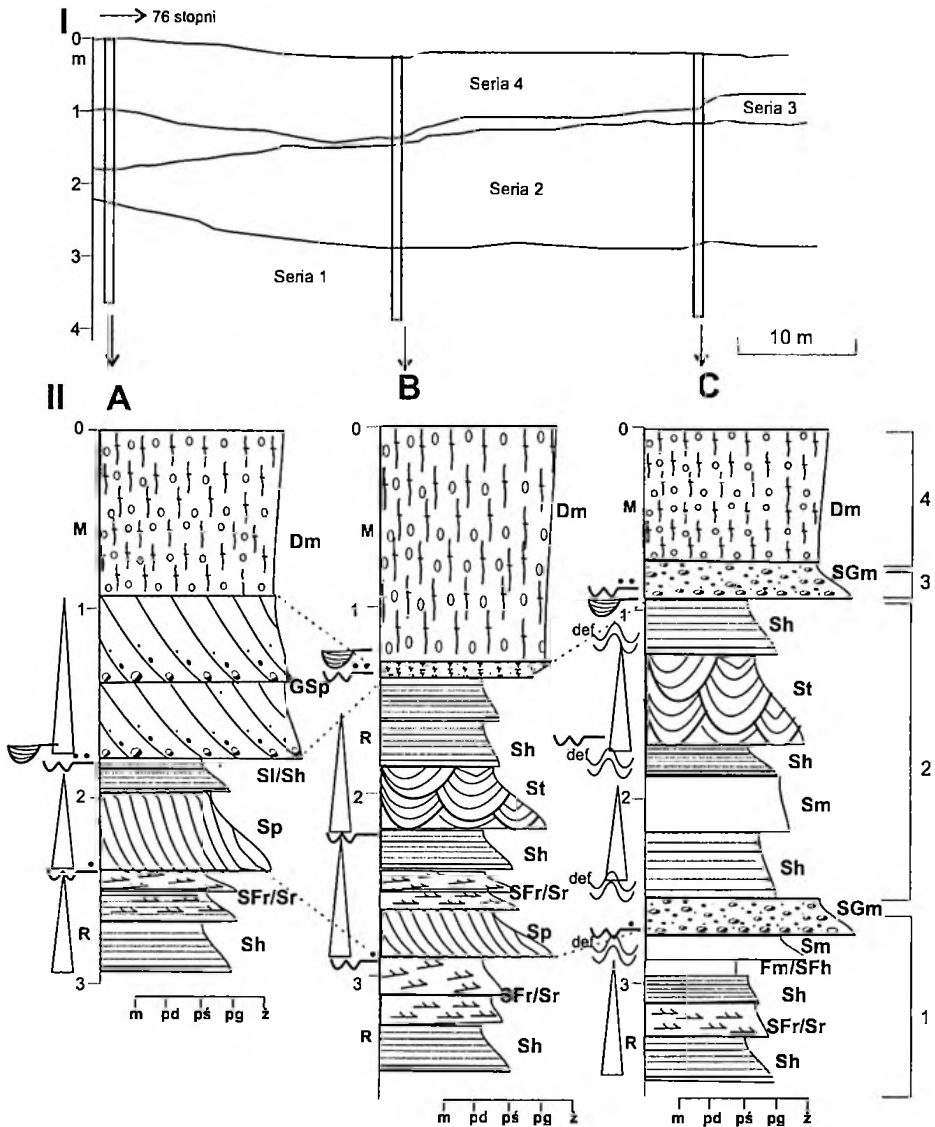 I
76 stopni
0
m
1
2
3
4
Seria 4
Seria 3
Seria 2
Seria 1
10 m
II
A
B
C
0
M
Dm
1
GSp
Sl/Sh
2
Sp
SFr/Sr
R
Sh
3
m pd pś pg ż
0
M
Dm
1
R
Sh
St
2
Sh
SFr/Sr
Sp
3
SFr/Sr
R
Sh
m pd pś pg ż
0
M
Dm
4
SGm
3
1
def
Sh
St
def
Sh
2
2
Sm
Sh
def
SGm
def
Sm
Fm/SFh
3
Sh
SFr/Sr
1
R
Sh
m pd pś pg ż